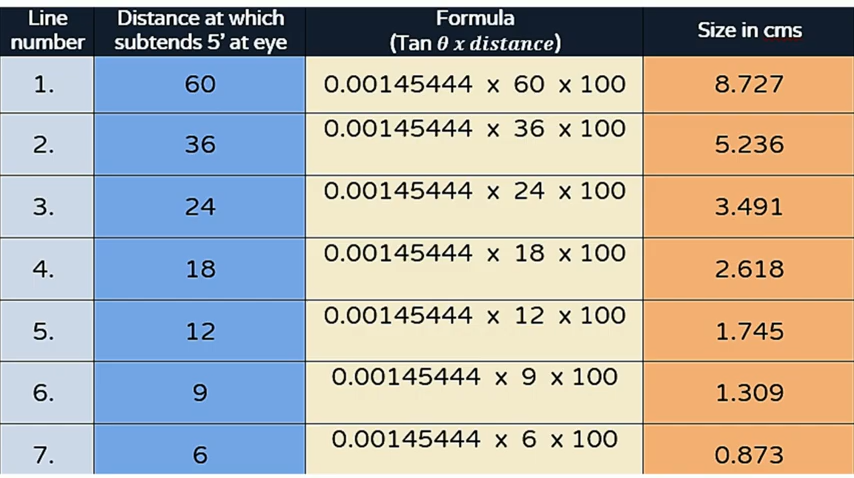 Line number | Distance at which subtends 5’ at eye | Formula (Tan 𝜽 x 𝒅𝒊𝒔𝒕𝒂𝒏𝒄𝒆) | Size in cms
1. | 60 | 0.00145444 x 60 x 100 | 8.727
2. | 36 | 0.00145444 x 36 x 100 | 5.236
3. | 24 | 0.00145444 x 24 x 100 | 3.491
4. | 18 | 0.00145444 x 18 x 100 | 2.618
5. | 12 | 0.00145444 x 12 x 100 | 1.745
6. | 9 | 0.00145444 x 9 x 100 | 1.309
7. | 6 | 0.00145444 x 6 x 100 | 0.873